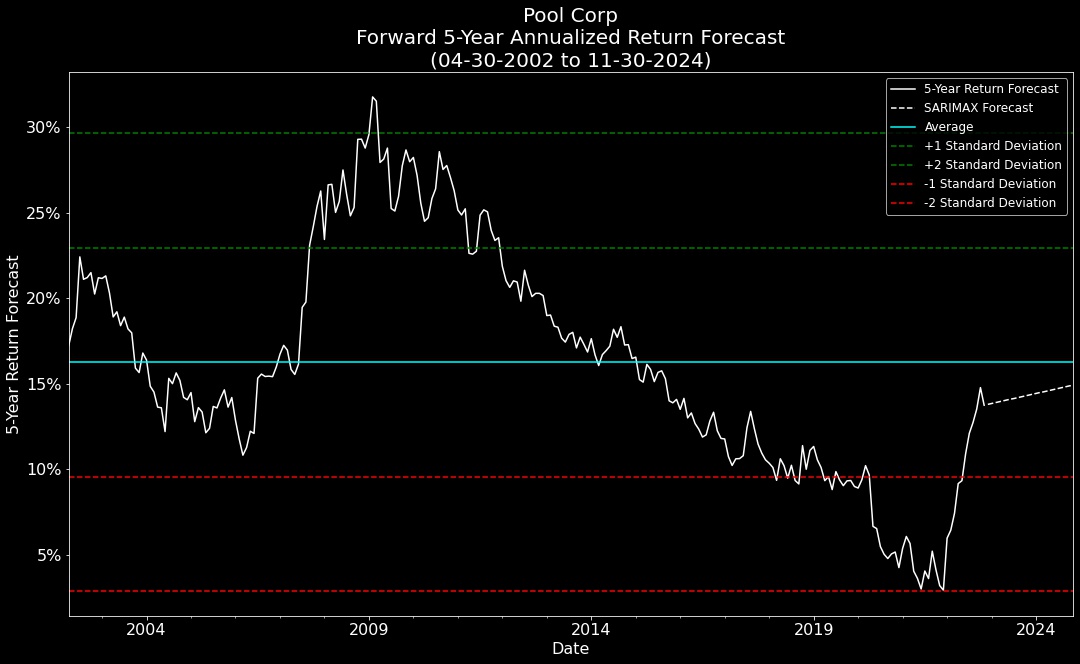 Pool Corp
Forward 5-Year Annualized Return Forecast
(04-30-2002 to 11-30-2024)
5-Year Return Forecast
SARIMAX Forecast
Average
+1 Standard Deviation
+2 Standard Deviation
-1 Standard Deviation
-2 Standard Deviation
5-Year Return Forecast
30%
25%
20%
15%
10%
5%
2004
2009
2014
2019
2024
Date